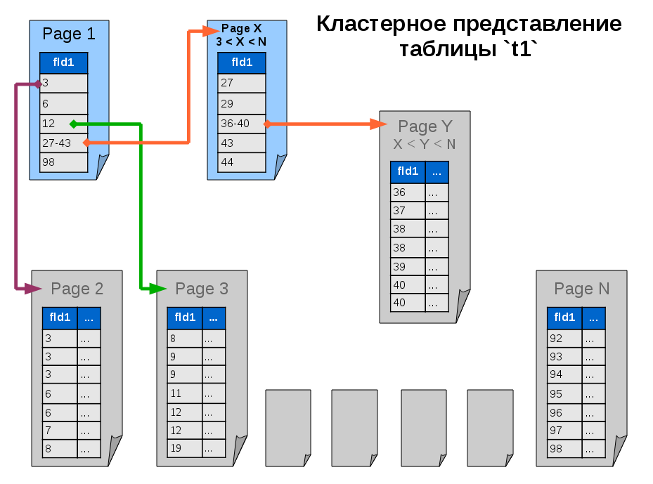 Кластерное представление
таблицы `t1`
Page 1
fld1
3
6
12
27-43
98
Page X
3 < X < N
fld1
27
29
36-40
43
44
Page Y
X < Y < N
fld1 ...
36 ...
37 ...
38 ...
38 ...
39 ...
40 ...
40 ...
Page 2
fld1 ...
3 ...
3 ...
3 ...
6 ...
6 ...
7 ...
8 ...
Page 3
fld1 ...
8 ...
9 ...
9 ...
11 ...
12 ...
12 ...
19 ...
Page N
fld1 ...
92 ...
93 ...
94 ...
95 ...
96 ...
97 ...
98 ...